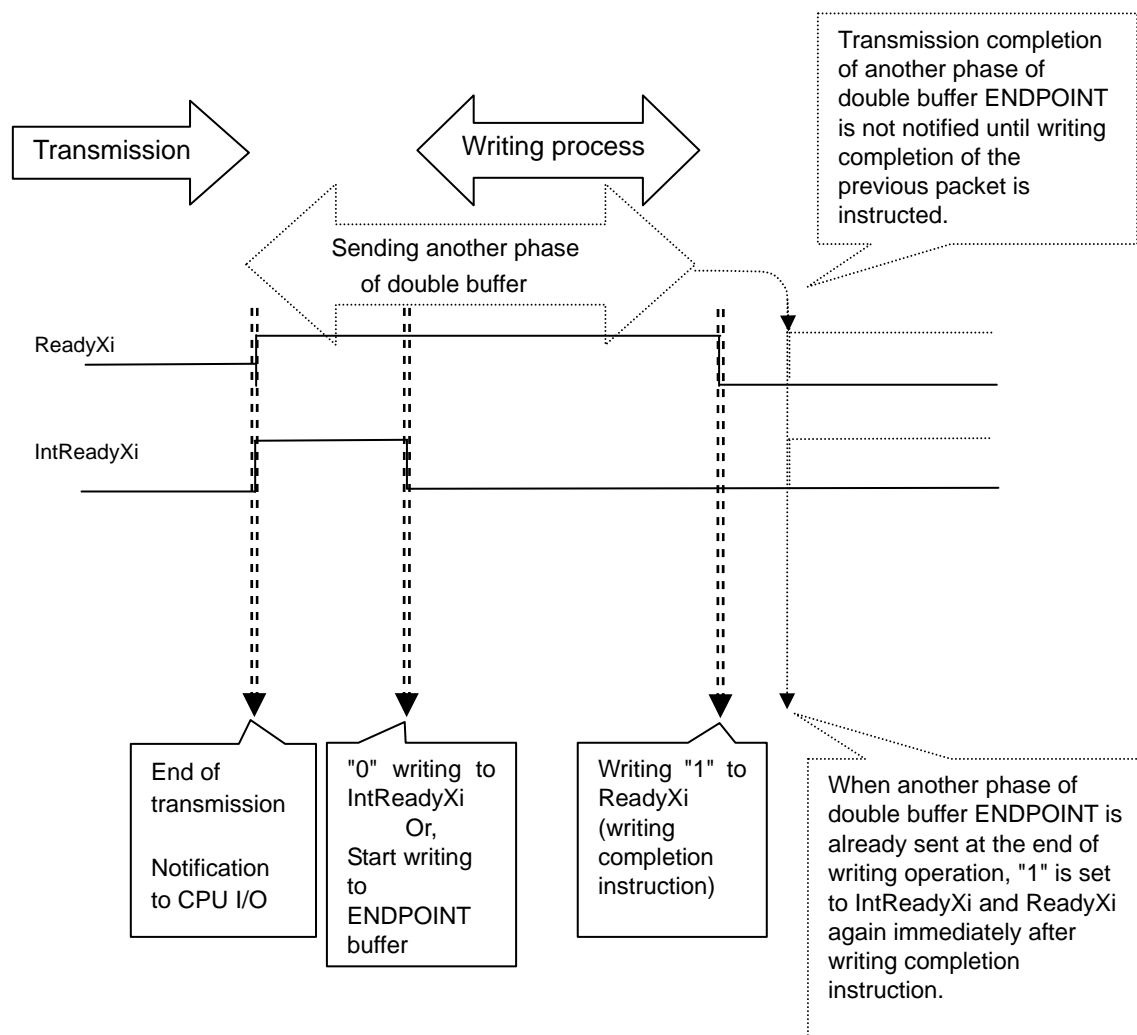 Transmission completion
of another phase of
double buffer ENDPOINT
is not notified until writing
completion of the
previous packet is
instructed.
Transmission
Writing process
Sending another phase
of double buffer
ReadyXi
IntReadyXi
End of
transmission
Notification
to CPU I/O
"0" writing to
IntReadyXi
Or,
Start writing
to
ENDPOINT
buffer
Writing "1" to
ReadyXi
(writing
completion
instruction)
When another phase of
double buffer ENDPOINT is
already sent at the end of
writing operation, "1" is set
to IntReadyXi and ReadyXi
again immediately after
writing completion
instruction.